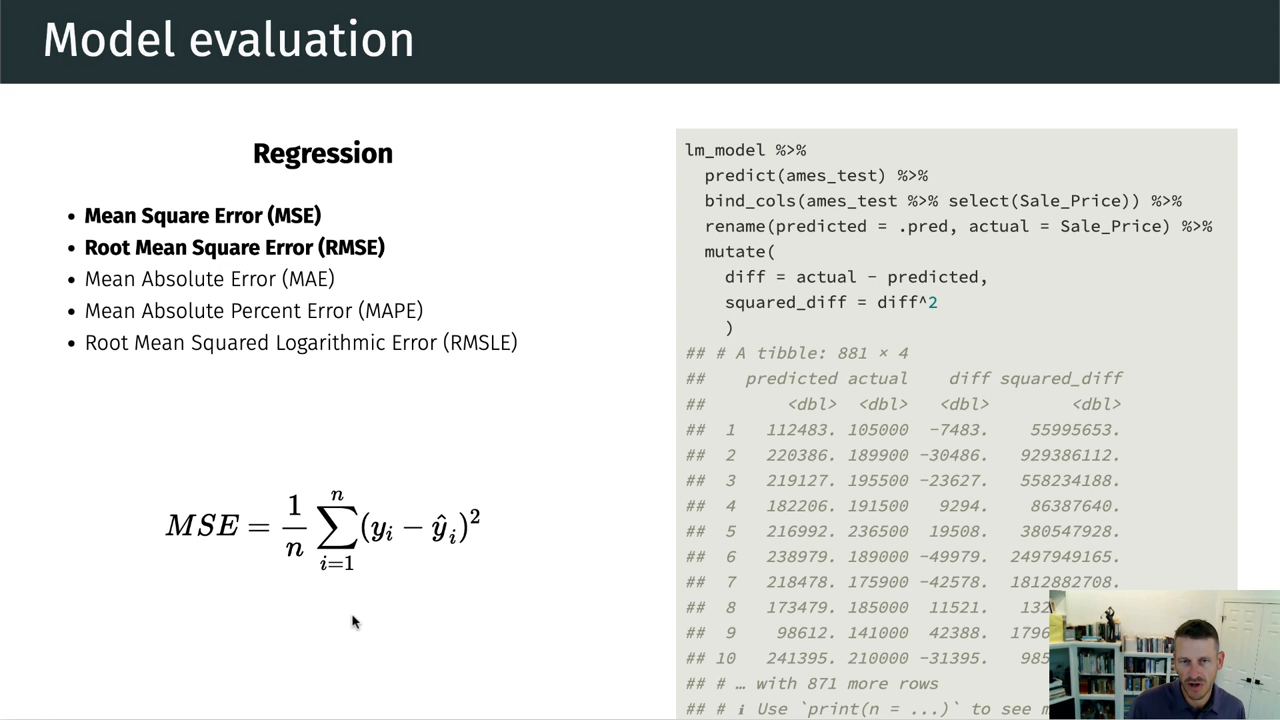 Model evaluation
Regression
• Mean Square Error (MSE)
• Root Mean Square Error (RMSE)
• Mean Absolute Error (MAE)
• Mean Absolute Percent Error (MAPE)
• Root Mean Squared Logarithmic Error (RMSLE)
MSE = 1/n ∑ i=1 n (yᵢ − ŷᵢ)²
lm_model %>%
predict(ames_test) %>%
bind_cols(ames_test %>% select(Sale_Price)) %>%
rename(predicted = .pred, actual = Sale_Price) %>%
mutate(
diff = actual - predicted,
squared_diff = diff^2
)
## # A tibble: 881 × 4
## predicted actual diff squared_diff
## <dbl> <dbl> <dbl> <dbl>
## 1 112483. 105000 -7483. 55995653.
## 2 220386. 189900 -30486. 929386112.
## 3 219127. 195500 -23627. 558234188.
## 4 182206. 191500 9294. 86387640.
## 5 216992. 236500 19508. 380547928.
## 6 238979. 189000 -49979. 2497949165.
## 7 218478. 175900 -42578. 1812882708.
## 8 173479. 185000 11521. 132
## 9 98612. 141000 42388. 1796
## 10 241395. 210000 -31395. 985
## # … with 871 more rows
## # ℹ Use `print(n = ...)` to see